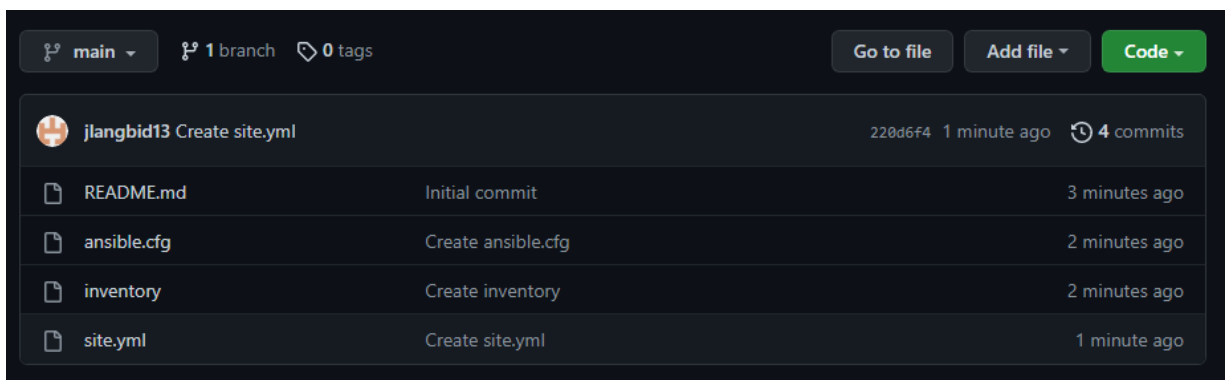 main 1 branch 0 tags Go to file Add file Code
jlangbid13 Create site.yml 220d6f4 1 minute ago 4 commits
README.md Initial commit 3 minutes ago
ansible.cfg Create ansible.cfg 2 minutes ago
inventory Create inventory 2 minutes ago
site.yml Create site.yml 1 minute ago